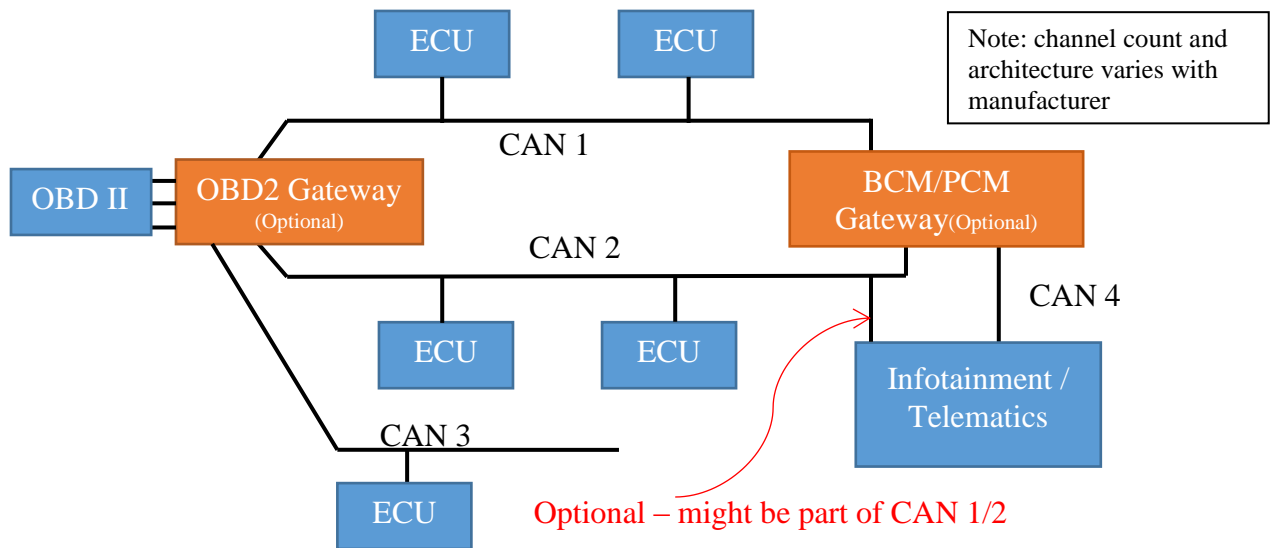 ECU
ECU
Note: channel count and
architecture varies with
manufacturer
CAN 1
OBD II
OBD2 Gateway
(Optional)
BCM/PCM
Gateway(Optional)
CAN 2
CAN 4
ECU
ECU
Infotainment /
Telematics
CAN 3
ECU
Optional – might be part of CAN 1/2